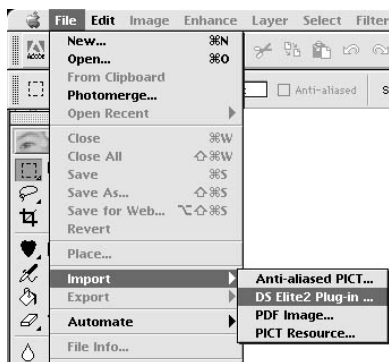 File Edit Image Enhance Layer Select Filter
Adobe
New... ⌘N
Open... ⌘O
From Clipboard
Photomerge...
Open Recent
Anti-aliased S
Close ⌘W
Close All ⇧⌘W
Save ⌘S
Save As... ⇧⌘S
Save for Web... ⌥⇧⌘S
Revert
Place...
Import
Anti-aliased PICT...
Export
DS Elite2 Plug-in ...
PDF Image...
Automate
PICT Resource...
File Info...